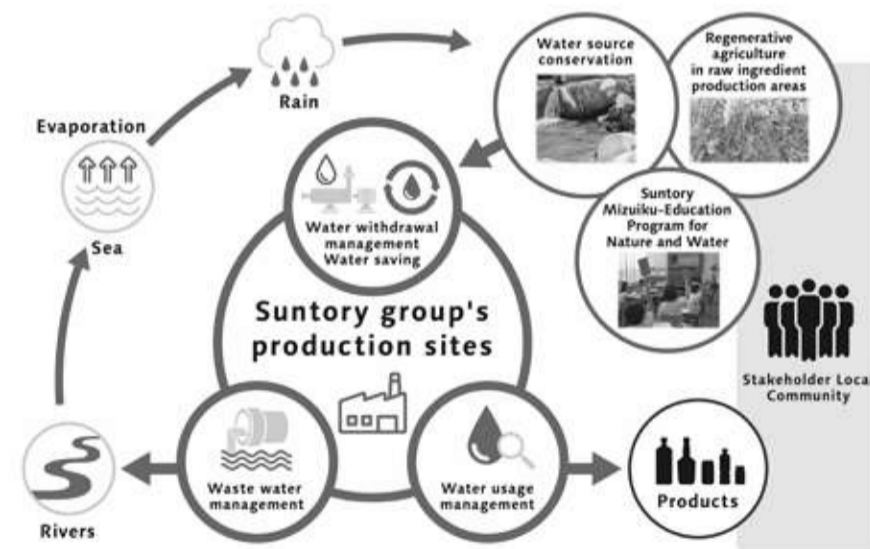 Water source
conservation
Regenerative
agriculture
in raw ingredient
production areas
Rain
Evaporation
Sea
Water withdrawal
management
Water saving
Suntory
Mizuiku-Education
Program for
Nature and Water
Suntory group's
production sites
Stakeholder Loca
Community
Waste water
management
Water usage
management
Products
Rivers